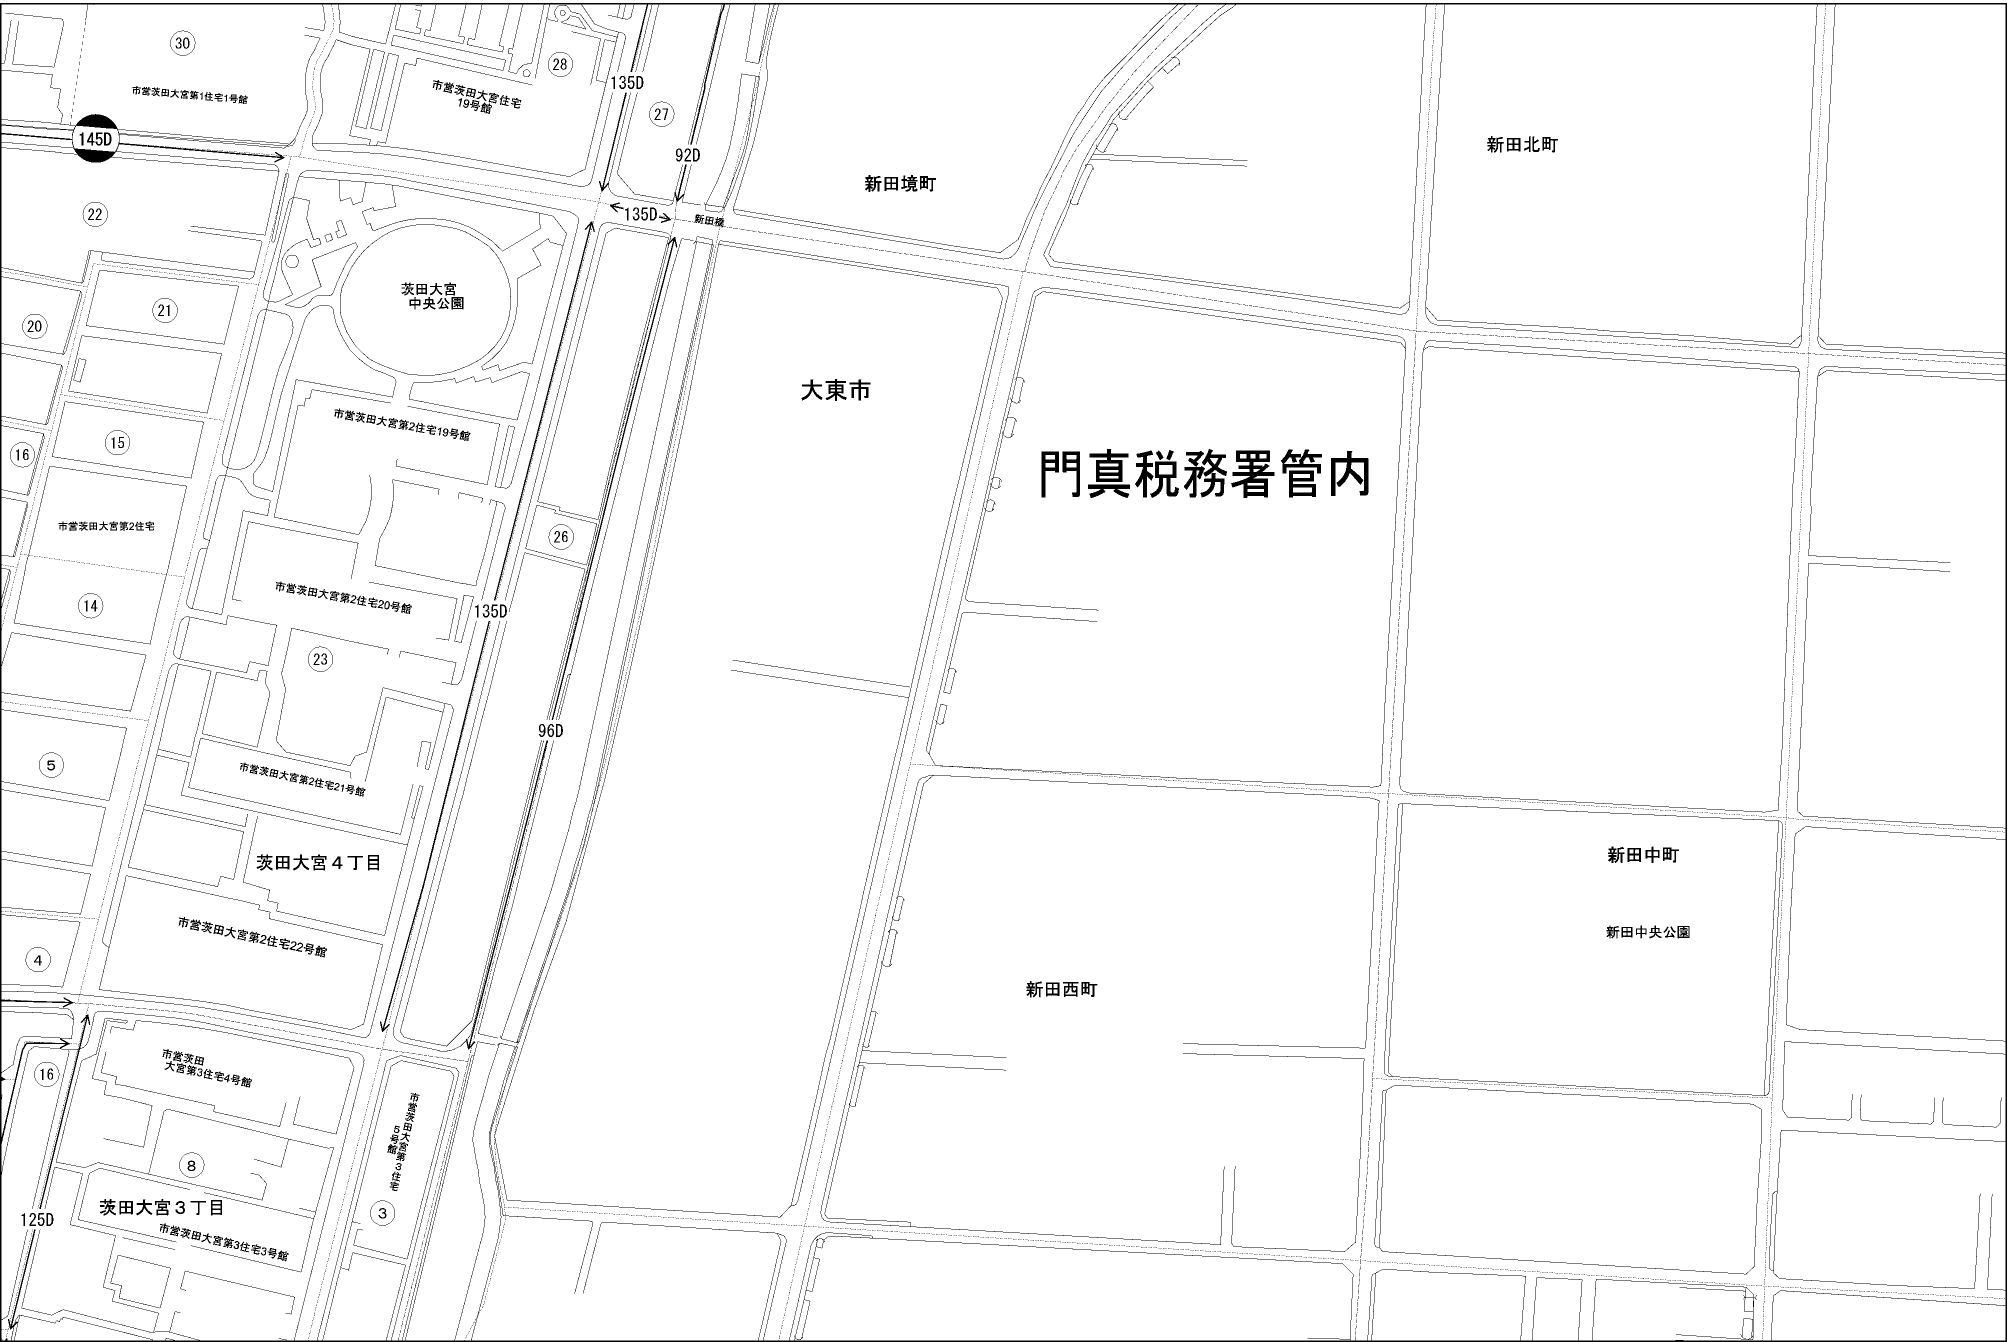 30
市営茨田大宮第1住宅1号館
145D
22
28
市営茨田大宮住宅
19号館
135D
27
92D
135D
新田橋
新田境町
新田北町
茨田大宮
中央公園
21
20
大東市
市営茨田大宮第2住宅19号館
15
16
門真税務署管内
市営茨田大宮第2住宅
26
14
市営茨田大宮第2住宅20号館
135D
23
96D
5
市営茨田大宮第2住宅21号館
茨田大宮４丁目
新田中町
市営茨田大宮第2住宅22号館
新田中央公園
4
新田西町
市営茨田
大宮第3住宅4号館
16
市営茨田大宮第３住宅
５号館
8
茨田大宮３丁目
3
125D
市営茨田大宮第3住宅3号館